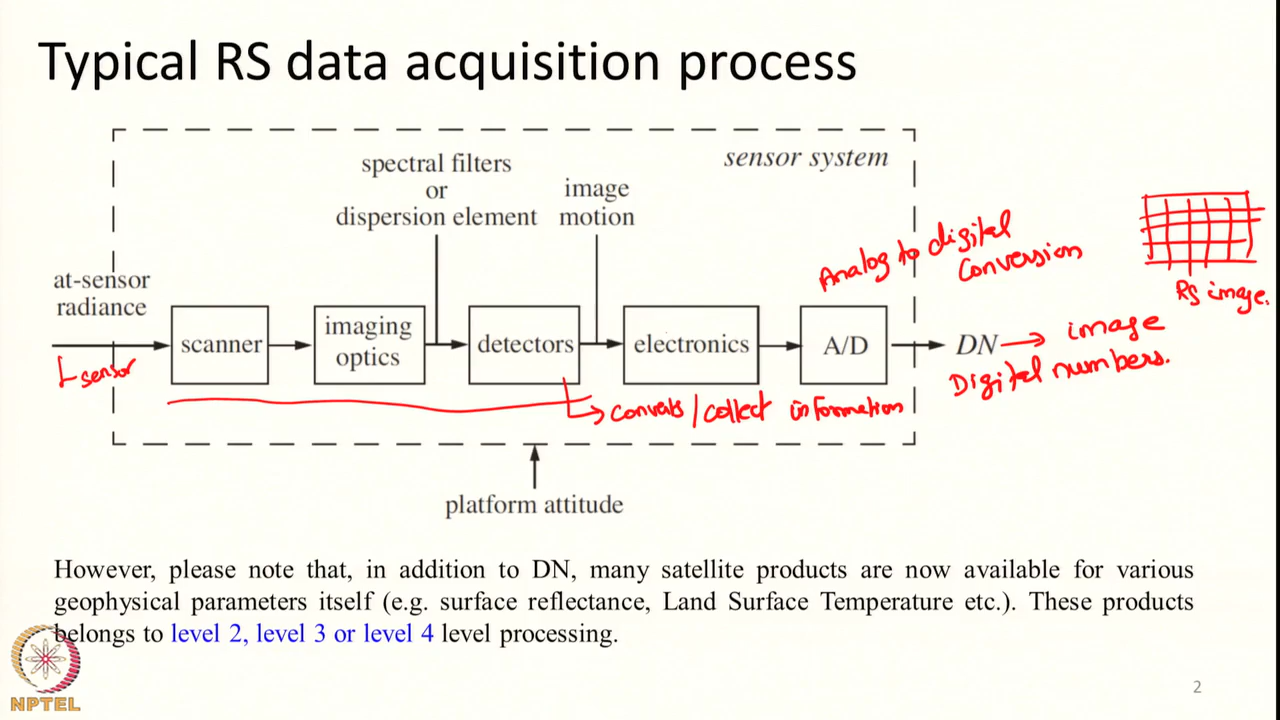 Typical RS data acquisition process
spectral filters
or
dispersion element
image
motion
sensor system
at-sensor
radiance
Analog to digital
Conversion
RS image.
scanner
imaging
optics
detectors
electronics
A/D
DN → image
Digital numbers.
L sensor
↳ Converts / collect information
platform attitude
However, please note that, in addition to DN, many satellite products are now available for various
geophysical parameters itself (e.g. surface reflectance, Land Surface Temperature etc.). These products
belongs to level 2, level 3 or level 4 level processing.
NPTEL
2